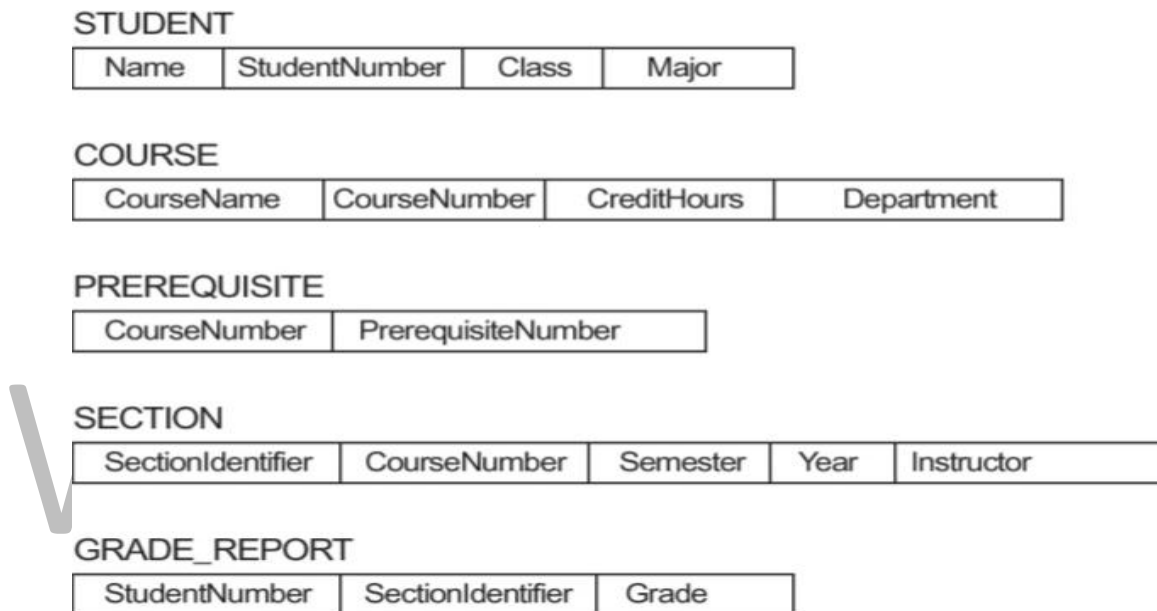 STUDENT
Name StudentNumber Class Major
COURSE
CourseName CourseNumber CreditHours Department
PREREQUISITE
CourseNumber PrerequisiteNumber
SECTION
SectionIdentifier CourseNumber Semester Year Instructor
GRADE_REPORT
StudentNumber SectionIdentifier Grade